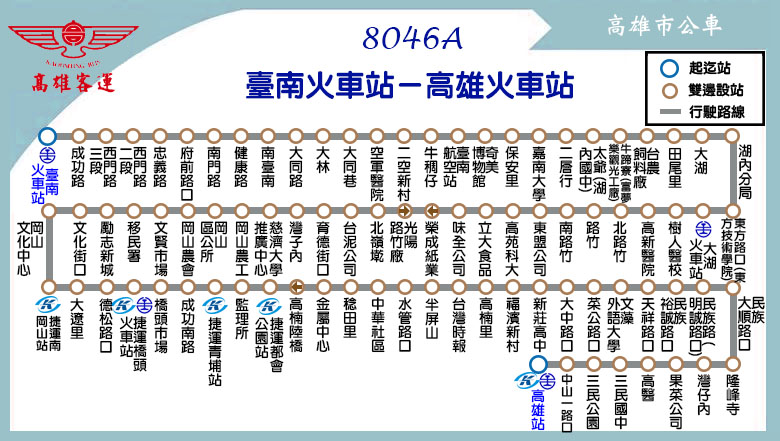 高雄市公車
KAOHSIUNG BUS
高雄客運
8046A
臺南火車站－高雄火車站
起迄站
雙邊設站
行駛路線
臺南火車站
成功路
西門路三段
西門路二段
忠義路
府前路口
南門路
健康路
南臺南
大同路
大林
大同巷
空軍醫院
二空新村
牛稠仔
臺南航空站
奇美博物館
保安里
嘉南大學
二層行
太爺(湖內國中)
牛蹄寮(富夢樂觀光工廠)
台農飼料廠
田尾里
大湖
湖內分局
岡山文化中心
文化街口
勵志新城
移民署
文賢市場
岡山農會
岡山區公所
岡山農工
慈濟大學推廣中心
灣子內
育德街口
台泥公司
北嶺墘
光陽路竹廠
榮成紙業
味全公司
立大食品
高苑科大
東盟公司
南路竹
路竹
北路竹
高新醫院
樹人醫校
大湖火車站
東方路口(東方技術學院)
捷運南岡山站
大遼里
德松路口
捷運橋頭火車站
橋頭市場
成功南路
捷運青埔站
監理所
捷運都會公園站
高楠陸橋
金屬中心
稔田里
中華社區
水管路口
半屏山
台灣時報
高楠里
福濱新村
新莊高中
大中路口
菜公路口
文藻外語大學
天祥路口
民族裕誠路口
民族路(明誠路口)
民族大順路口
高雄站
中山一路口
三民公園
三民國中
高醫
果菜公司
灣仔內
隆峰寺